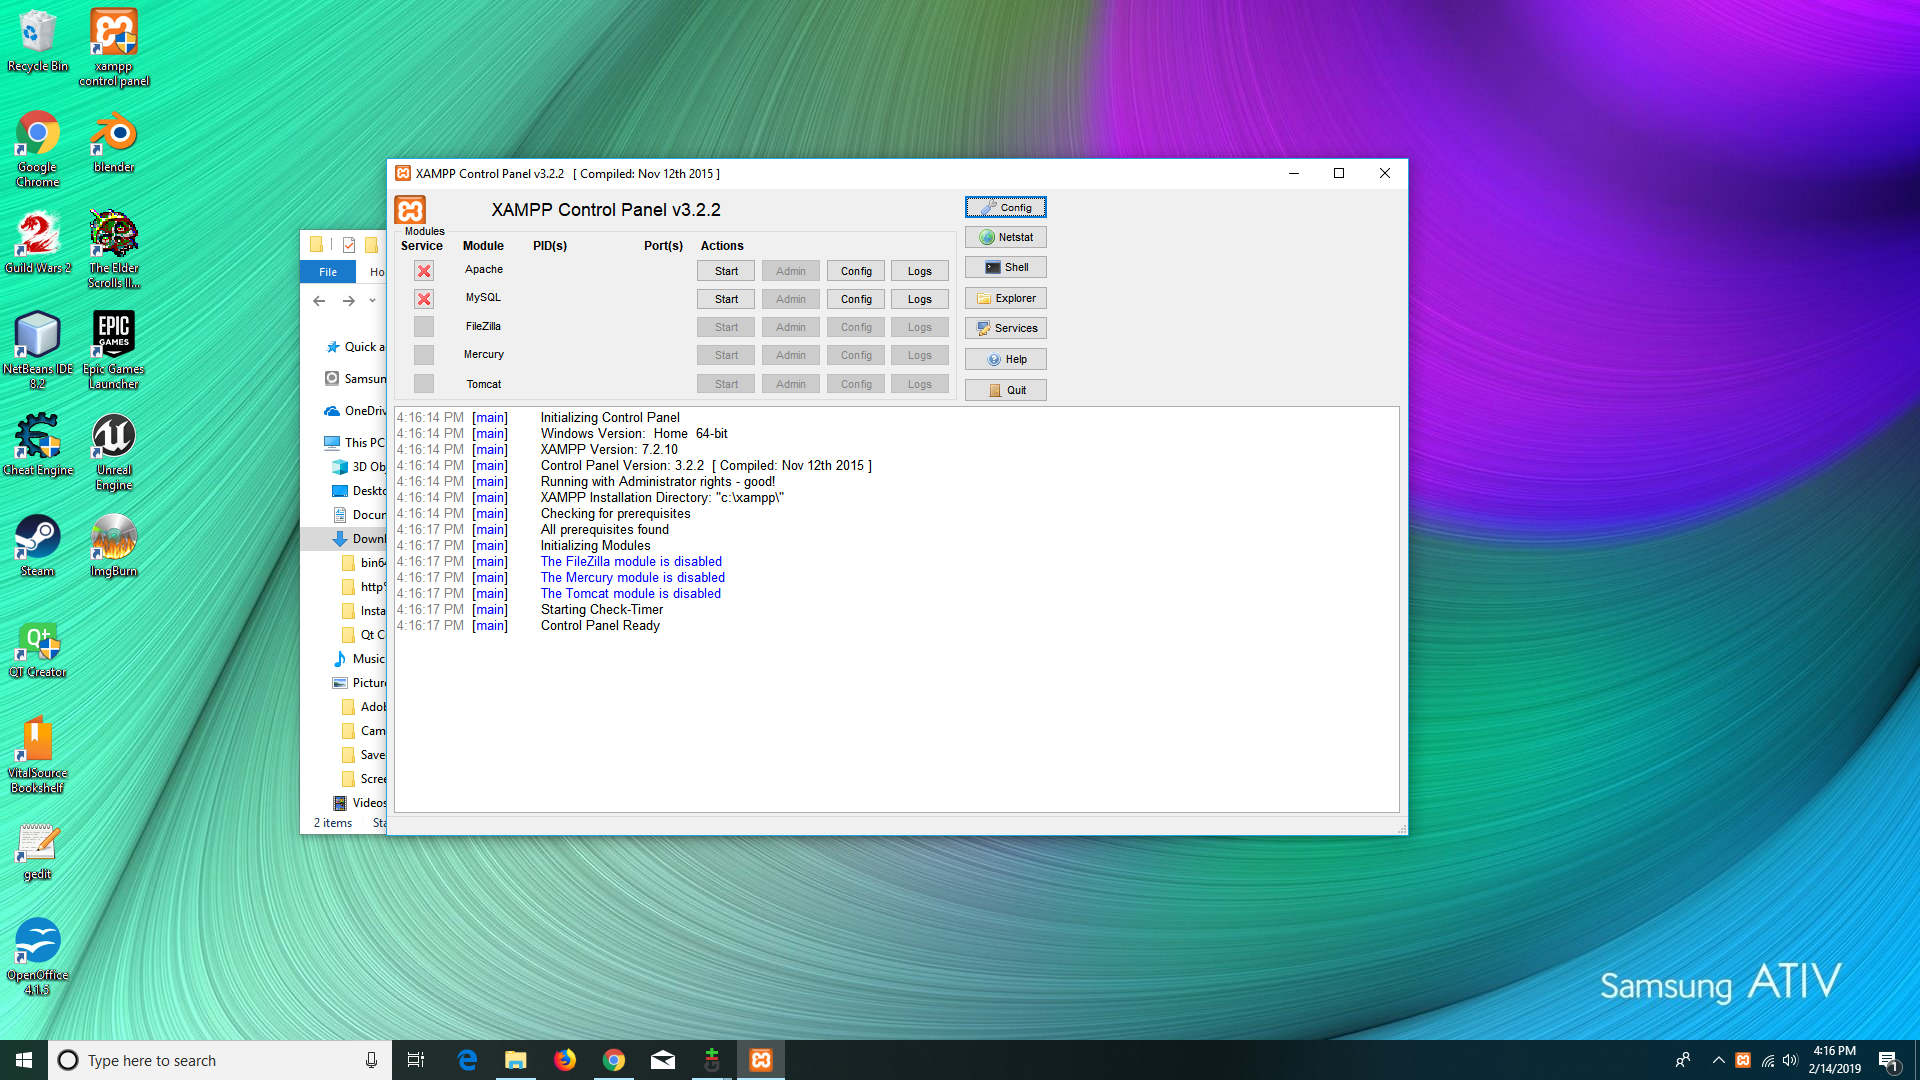 Recycle Bin
xampp
control panel
Google
Chrome
blender
Guild Wars 2
The Elder
Scrolls II...
NetBeans IDE
8.2
EPIC
GAMES
Epic Games
Launcher
Cheat Engine
Unreal
Engine
Steam
ImgBurn
Qt
QT Creator
VitalSource
Bookshelf
gedit
OpenOffice
4.1.5
File
Ho
Quick a
Samsun
OneDriv
This PC
3D Obj
Deskto
Docun
Downl
bin64
http%
Insta
Qt C
Music
Picture
Adob
Cam
Save
Scree
Videos
2 items
Sta
XAMPP Control Panel v3.2.2 [ Compiled: Nov 12th 2015 ]
XAMPP Control Panel v3.2.2
Config
Modules
Service Module PID(s) Port(s) Actions
Netstat
Apache Start Admin Config Logs
Shell
MySQL Start Admin Config Logs
Explorer
FileZilla Start Admin Config Logs
Services
Mercury Start Admin Config Logs
Help
Tomcat Start Admin Config Logs
Quit
4:16:14 PM [main] Initializing Control Panel
4:16:14 PM [main] Windows Version: Home 64-bit
4:16:14 PM [main] XAMPP Version: 7.2.10
4:16:14 PM [main] Control Panel Version: 3.2.2 [ Compiled: Nov 12th 2015 ]
4:16:14 PM [main] Running with Administrator rights - good!
4:16:14 PM [main] XAMPP Installation Directory: "c:\xampp\"
4:16:14 PM [main] Checking for prerequisites
4:16:17 PM [main] All prerequisites found
4:16:17 PM [main] Initializing Modules
4:16:17 PM [main] The FileZilla module is disabled
4:16:17 PM [main] The Mercury module is disabled
4:16:17 PM [main] The Tomcat module is disabled
4:16:17 PM [main] Starting Check-Timer
4:16:17 PM [main] Control Panel Ready
Samsung ATIV
Type here to search
4:16 PM
2/14/2019
1